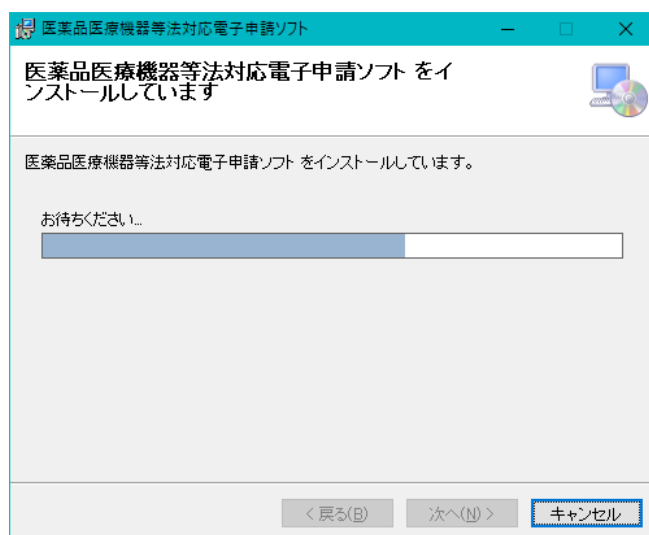 医薬品医療機器等法対応電子申請ソフト
医薬品医療機器等法対応電子申請ソフト をイ
ンストールしています
医薬品医療機器等法対応電子申請ソフト をインストールしています。
お待ちください...
< 戻る(B)
次へ(N) >
キャンセル